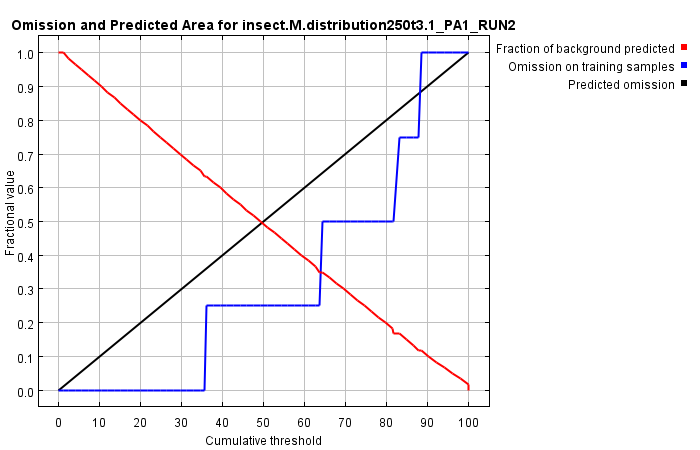 Omission and Predicted Area for insect.M.distribution250t3.1_PA1_RUN2
Fraction of background predicted
Omission on training samples
Predicted omission
1.0
0.9
0.8
0.7
0.6
0.5
0.4
0.3
0.2
0.1
0.0
Fractional value
0 10 20 30 40 50 60 70 80 90 100
Cumulative threshold